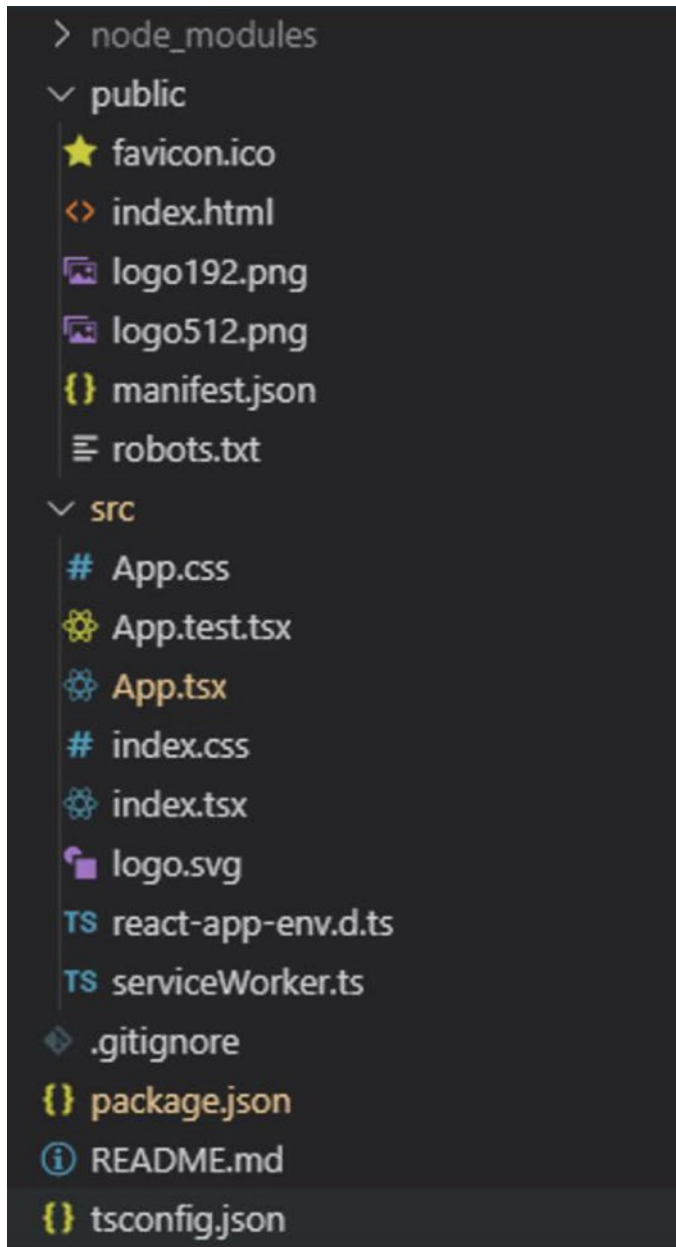 node_modules
public
favicon.ico
index.html
logo192.png
logo512.png
manifest.json
robots.txt
src
App.css
App.test.tsx
App.tsx
index.css
index.tsx
logo.svg
TS react-app-env.d.ts
TS serviceWorker.ts
.gitignore
package.json
README.md
tsconfig.json